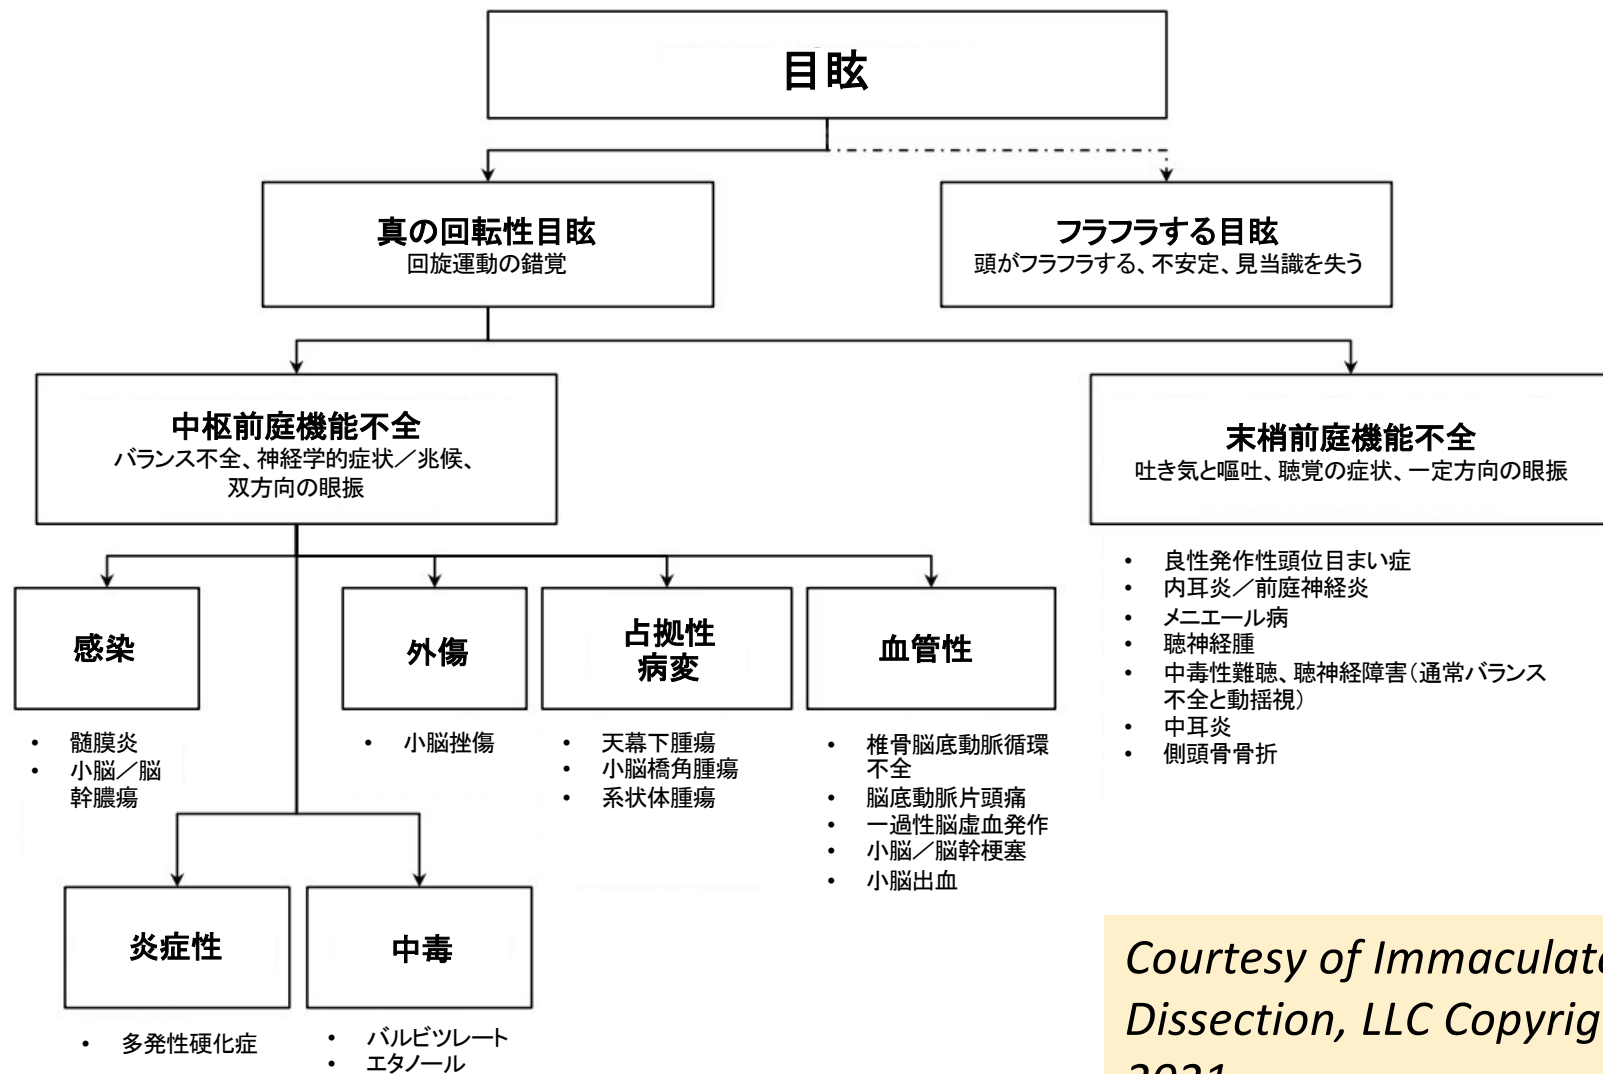 目眩
真の回転性目眩
回旋運動の錯覚
フラフラする目眩
頭がフラフラする、不安定、見当識を失う
中枢前庭機能不全
バランス不全、神経学的症状／兆候、
双方向の眼振
末梢前庭機能不全
吐き気と嘔吐、聴覚の症状、一定方向の眼振
感染
• 髄膜炎
• 小脳／脳
幹膿瘍
外傷
• 小脳挫傷
占拠性
病変
• 天幕下腫瘍
• 小脳橋角腫瘍
• 系状体腫瘍
血管性
• 椎骨脳底動脈循環
不全
• 脳底動脈片頭痛
• 一過性脳虚血発作
• 小脳／脳幹梗塞
• 小脳出血
• 良性発作性頭位目まい症
• 内耳炎／前庭神経炎
• メニエール病
• 聴神経腫
• 中毒性難聴、聴神経障害（通常バランス
不全と動揺視）
• 中耳炎
• 側頭骨骨折
炎症性
• 多発性硬化症
中毒
• バルビツレート
• エタノール
Courtesy of Immaculate
Dissection, LLC Copyrig
2021